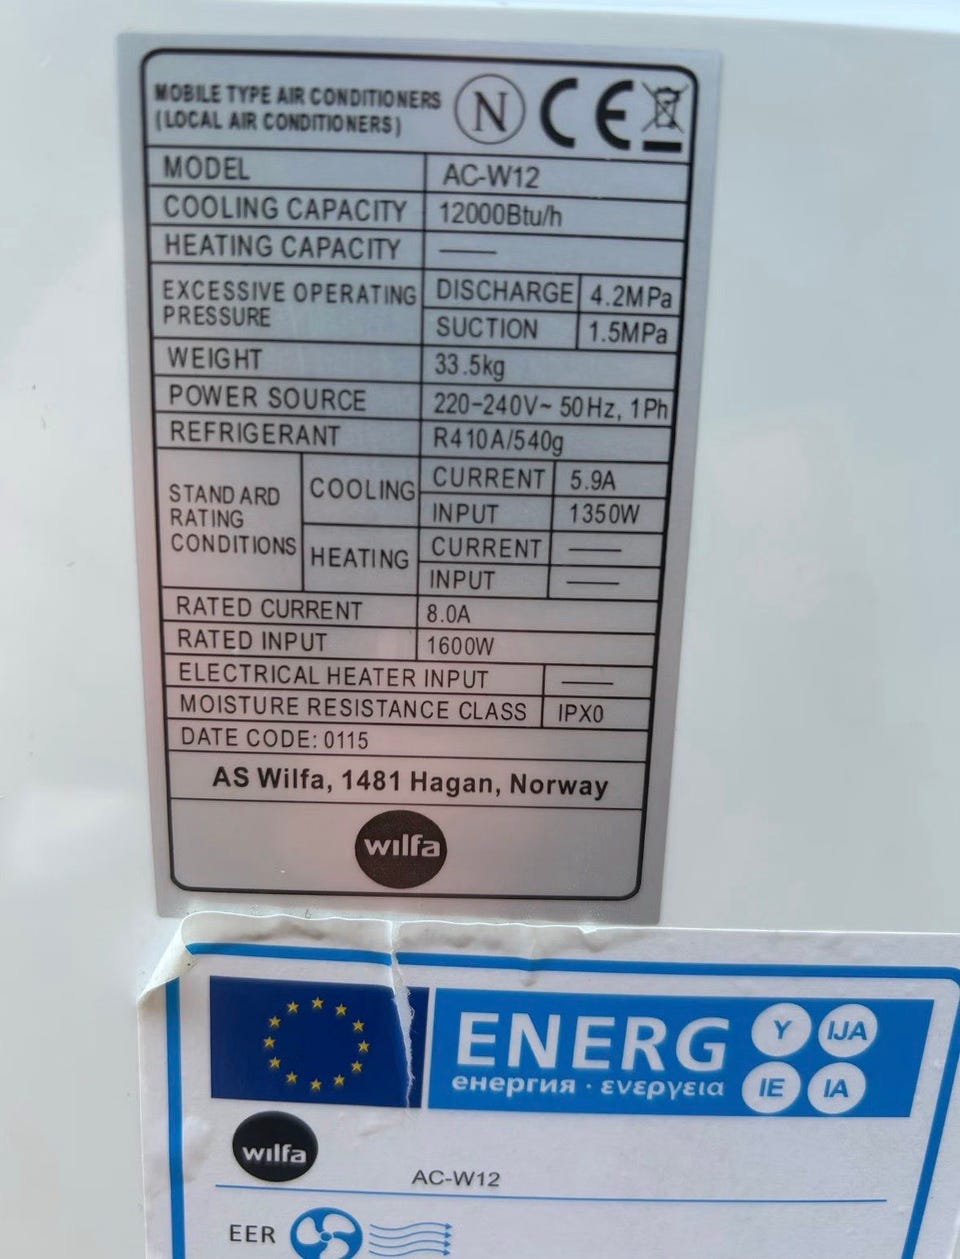 MOBILE TYPE AIR CONDITIONERS
(LOCAL AIR CONDITIONERS)
N CE
MODEL AC-W12
COOLING CAPACITY 12000Btu/h
HEATING CAPACITY ——
EXCESSIVE OPERATING PRESSURE DISCHARGE 4.2MPa
SUCTION 1.5MPa
WEIGHT 33.5kg
POWER SOURCE 220-240V~ 50Hz, 1Ph
REFRIGERANT R410A/540g
STANDARD RATING CONDITIONS COOLING CURRENT 5.9A
INPUT 1350W
HEATING CURRENT ——
INPUT ——
RATED CURRENT 8.0A
RATED INPUT 1600W
ELECTRICAL HEATER INPUT ——
MOISTURE RESISTANCE CLASS IPX0
DATE CODE: 0115
AS Wilfa, 1481 Hagan, Norway
wilfa
ENERG Y IJA
енергия · ενεργεια IE IA
wilfa
AC-W12
EER